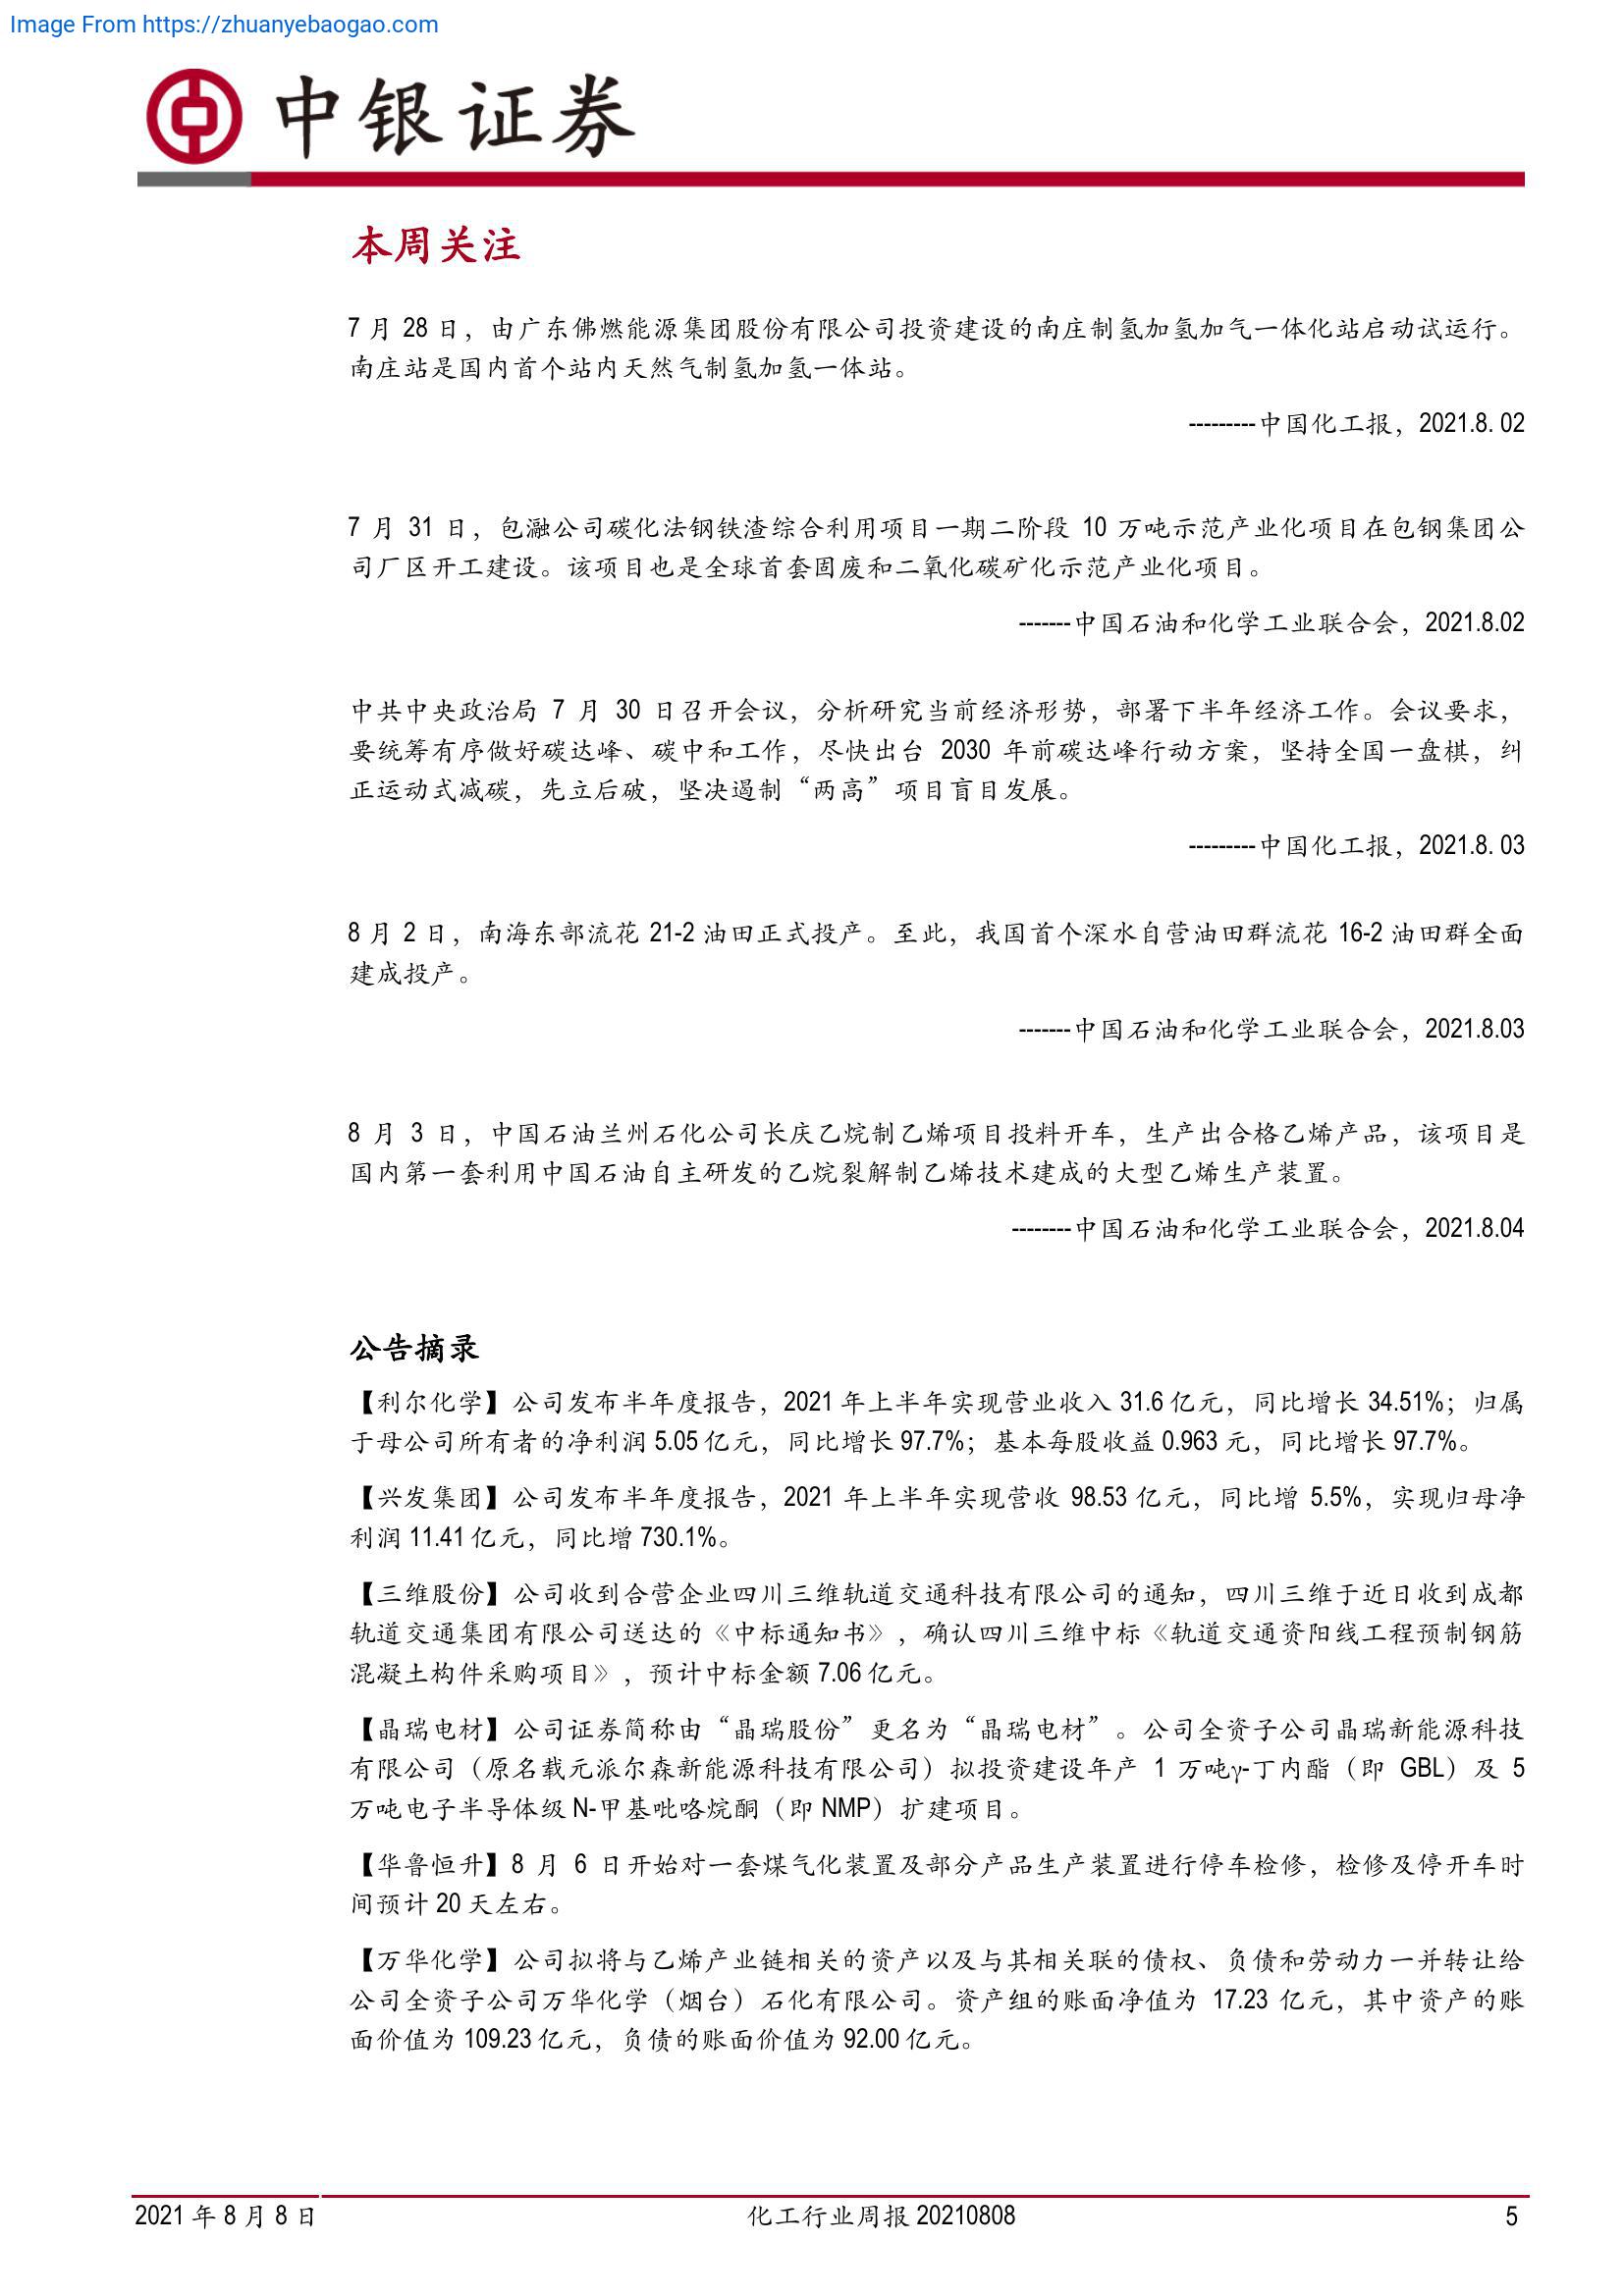 Image From https://zhuanyebaogao.com
中银证券
本周关注
7 月 28 日，由广东佛燃能源集团股份有限公司投资建设的南庄制氢加氢加气一体化站启动试运行。
南庄站是国内首个站内天然气制氢加氢一体站。
---------中国化工报，2021.8. 02
7 月 31 日，包瀜公司碳化法钢铁渣综合利用项目一期二阶段 10 万吨示范产业化项目在包钢集团公
司厂区开工建设。该项目也是全球首套固废和二氧化碳矿化示范产业化项目。
-------中国石油和化学工业联合会，2021.8.02
中共中央政治局 7 月 30 日召开会议，分析研究当前经济形势，部署下半年经济工作。会议要求，
要统筹有序做好碳达峰、碳中和工作，尽快出台 2030 年前碳达峰行动方案，坚持全国一盘棋，纠
正运动式减碳，先立后破，坚决遏制“两高”项目盲目发展。
---------中国化工报，2021.8. 03
8 月 2 日，南海东部流花 21-2 油田正式投产。至此，我国首个深水自营油田群流花 16-2 油田群全面
建成投产。
-------中国石油和化学工业联合会，2021.8.03
8 月 3 日，中国石油兰州石化公司长庆乙烷制乙烯项目投料开车，生产出合格乙烯产品，该项目是
国内第一套利用中国石油自主研发的乙烷裂解制乙烯技术建成的大型乙烯生产装置。
--------中国石油和化学工业联合会，2021.8.04
公告摘录
【利尔化学】公司发布半年度报告，2021 年上半年实现营业收入 31.6 亿元，同比增长 34.51%；归属
于母公司所有者的净利润 5.05 亿元，同比增长 97.7%；基本每股收益 0.963 元，同比增长 97.7%。
【兴发集团】公司发布半年度报告，2021 年上半年实现营收 98.53 亿元，同比增 5.5%，实现归母净
利润 11.41 亿元，同比增 730.1%。
【三维股份】公司收到合营企业四川三维轨道交通科技有限公司的通知，四川三维于近日收到成都
轨道交通集团有限公司送达的《中标通知书》，确认四川三维中标《轨道交通资阳线工程预制钢筋
混凝土构件采购项目》，预计中标金额 7.06 亿元。
【晶瑞电材】公司证券简称由“晶瑞股份”更名为“晶瑞电材”。公司全资子公司晶瑞新能源科技
有限公司（原名载元派尔森新能源科技有限公司）拟投资建设年产 1 万吨γ-丁内酯（即 GBL）及 5
万吨电子半导体级 N-甲基吡咯烷酮（即 NMP）扩建项目。
【华鲁恒升】8 月 6 日开始对一套煤气化装置及部分产品生产装置进行停车检修，检修及停开车时
间预计 20 天左右。
【万华化学】公司拟将与乙烯产业链相关的资产以及与其相关联的债权、负债和劳动力一并转让给
公司全资子公司万华化学（烟台）石化有限公司。资产组的账面净值为 17.23 亿元，其中资产的账
面价值为 109.23 亿元，负债的账面价值为 92.00 亿元。
2021 年 8 月 8 日
化工行业周报 20210808
5